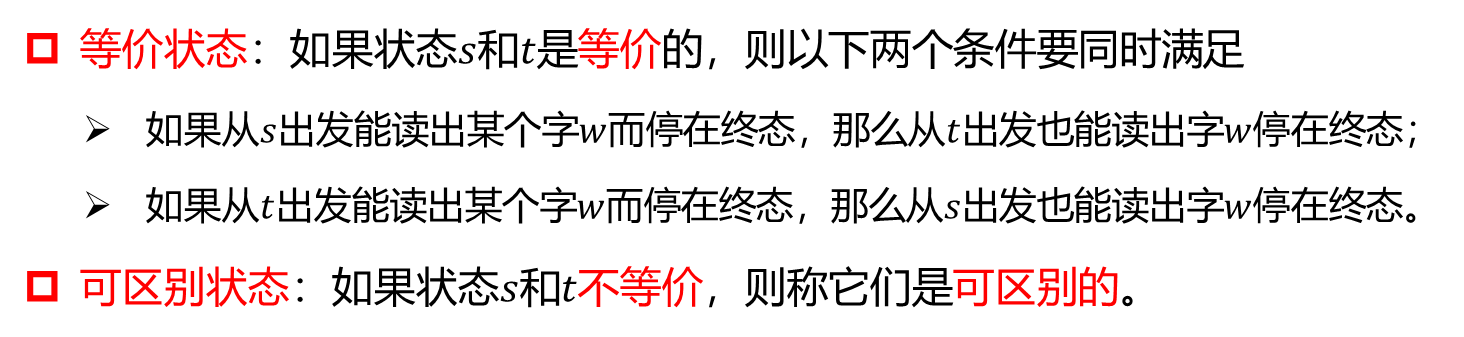 等价状态：如果状态s和t是等价的，则以下两个条件要同时满足
如果从s出发能读出某个字w而停在终态，那么从t出发也能读出字w停在终态；
如果从t出发能读出某个字w而停在终态，那么从s出发也能读出字w停在终态。
可区别状态：如果状态s和t不等价，则称它们是可区别的。